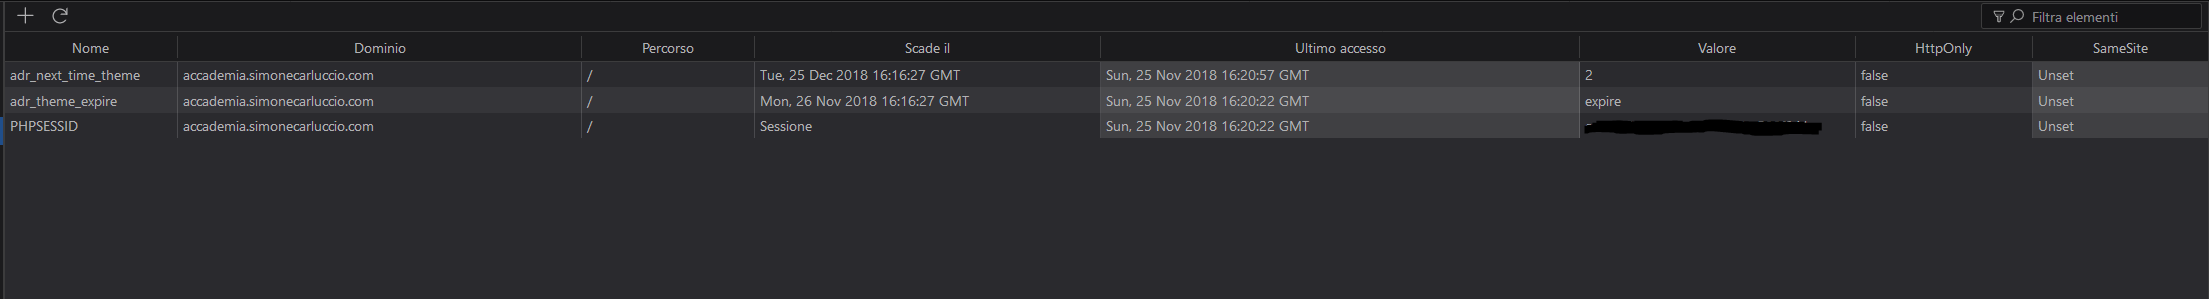 Filtra elementi
Nome Dominio Percorso Scade il Ultimo accesso Valore HttpOnly SameSite
adr_next_time_theme accademia.simonecarluccio.com / Tue, 25 Dec 2018 16:16:27 GMT Sun, 25 Nov 2018 16:20:57 GMT 2 false Unset
adr_theme_expire accademia.simonecarluccio.com / Mon, 26 Nov 2018 16:16:27 GMT Sun, 25 Nov 2018 16:20:22 GMT expire false Unset
PHPSESSID accademia.simonecarluccio.com / Sessione Sun, 25 Nov 2018 16:20:22 GMT false Unset